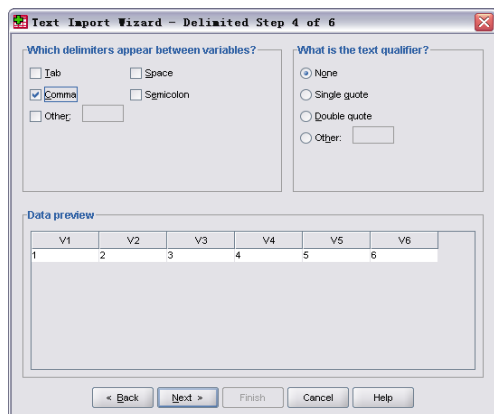 Text Import Wizard - Delimited Step 4 of 6
Which delimiters appear between variables?
Tab
Space
Comma
Semicolon
Other:
What is the text qualifier?
None
Single quote
Double quote
Other:
Data preview
V1 V2 V3 V4 V5 V6
1 2 3 4 5 6
< Back Next > Finish Cancel Help